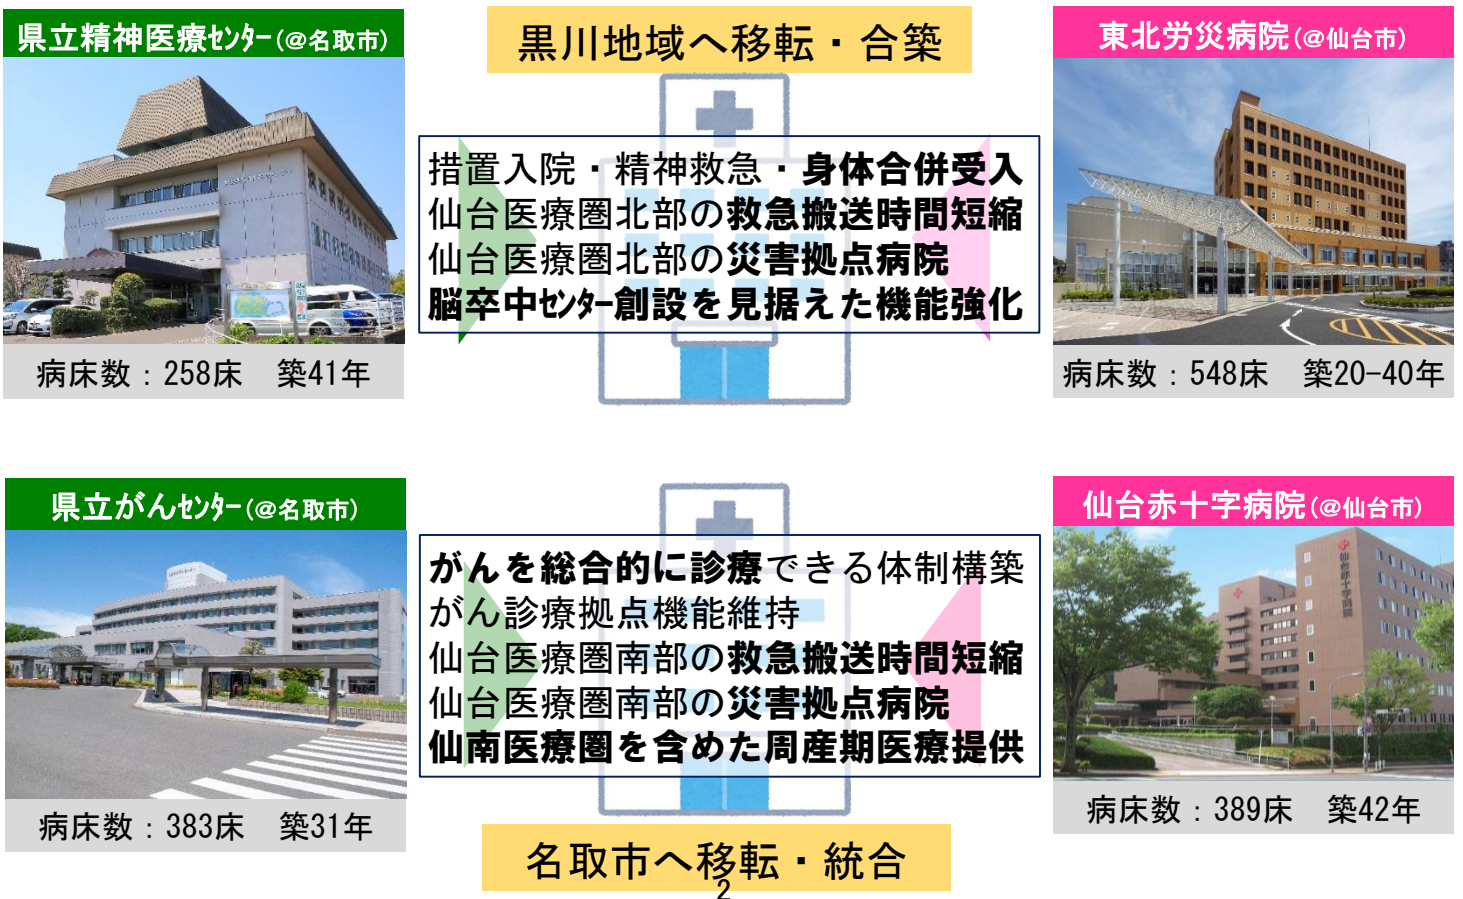 県立精神医療ｾﾝﾀｰ(@名取市)
病床数：258床　築41年
黒川地域へ移転・合築
措置入院・精神救急・身体合併受入
仙台医療圏北部の救急搬送時間短縮
仙台医療圏北部の災害拠点病院
脳卒中ｾﾝﾀｰ創設を見据えた機能強化
東北労災病院(@仙台市)
病床数：548床　築20-40年
県立がんｾﾝﾀｰ(@名取市)
病床数：383床　築31年
がんを総合的に診療できる体制構築
がん診療拠点機能維持
仙台医療圏南部の救急搬送時間短縮
仙台医療圏南部の災害拠点病院
仙南医療圏を含めた周産期医療提供
名取市へ移転・統合
仙台赤十字病院(@仙台市)
仙台赤十字病院
病床数：389床　築42年
2